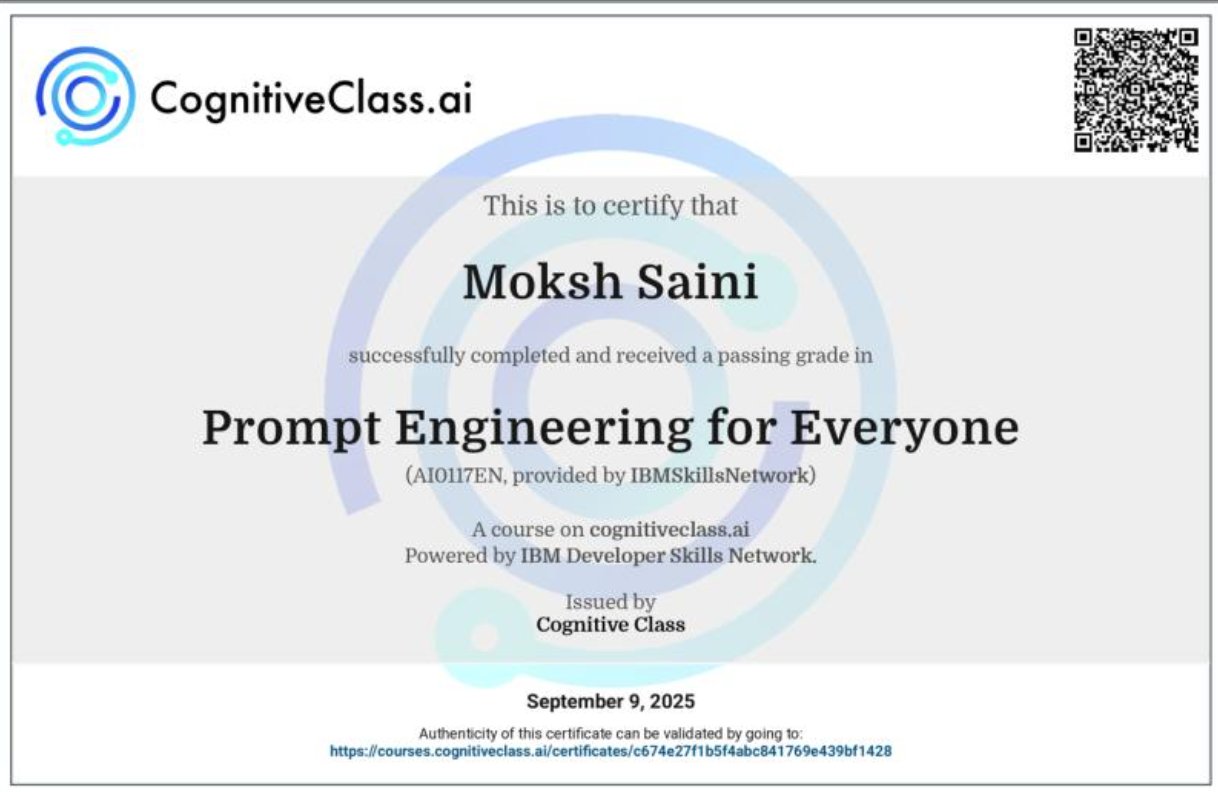 CognitiveClass.ai
This is to certify that
Moksh Saini
successfully completed and received a passing grade in
Prompt Engineering for Everyone
(AI0117EN, provided by IBMSkillsNetwork)
A course on cognitiveclass.ai
Powered by IBM Developer Skills Network.
Issued by
Cognitive Class
September 9, 2025
Authenticity of this certificate can be validated by going to:
https://courses.cognitiveclass.ai/certificates/c674e27f1b5f4abc841769e439bf1428